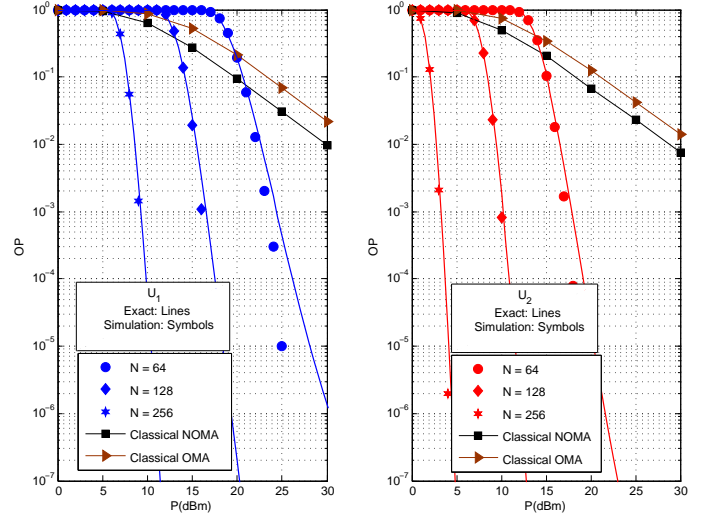 10^0
10^-1
10^-2
10^-3
10^-4
10^-5
10^-6
10^-7
OP
0 5 10 15 20 25 30
P(dBm)
U_1
Exact: Lines
Simulation: Symbols
N = 64
N = 128
N = 256
Classical NOMA
Classical OMA
10^0
10^-1
10^-2
10^-3
10^-4
10^-5
10^-6
10^-7
OP
0 5 10 15 20 25 30
P(dBm)
U_2
Exact: Lines
Simulation: Symbols
N = 64
N = 128
N = 256
Classical NOMA
Classical OMA